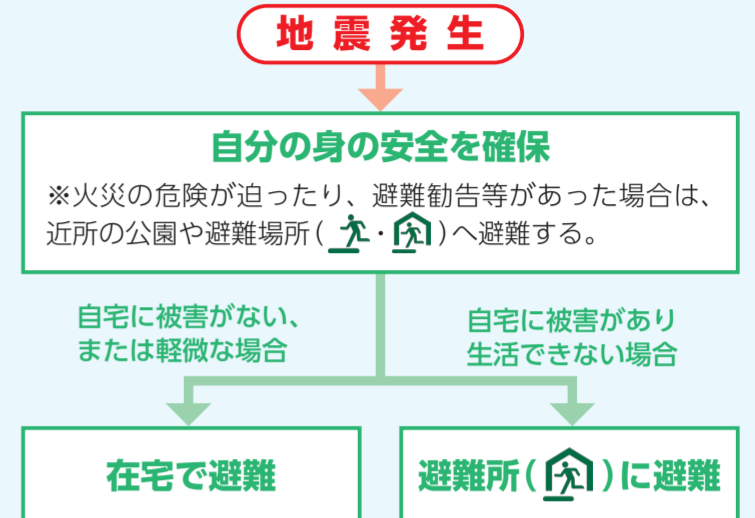 地震発生
自分の身の安全を確保
※火災の危険が迫ったり、避難勧告等があった場合は、
近所の公園や避難場所(・)へ避難する。
自宅に被害がない、
または軽微な場合
自宅に被害があり
生活できない場合
在宅で避難
避難所()に避難